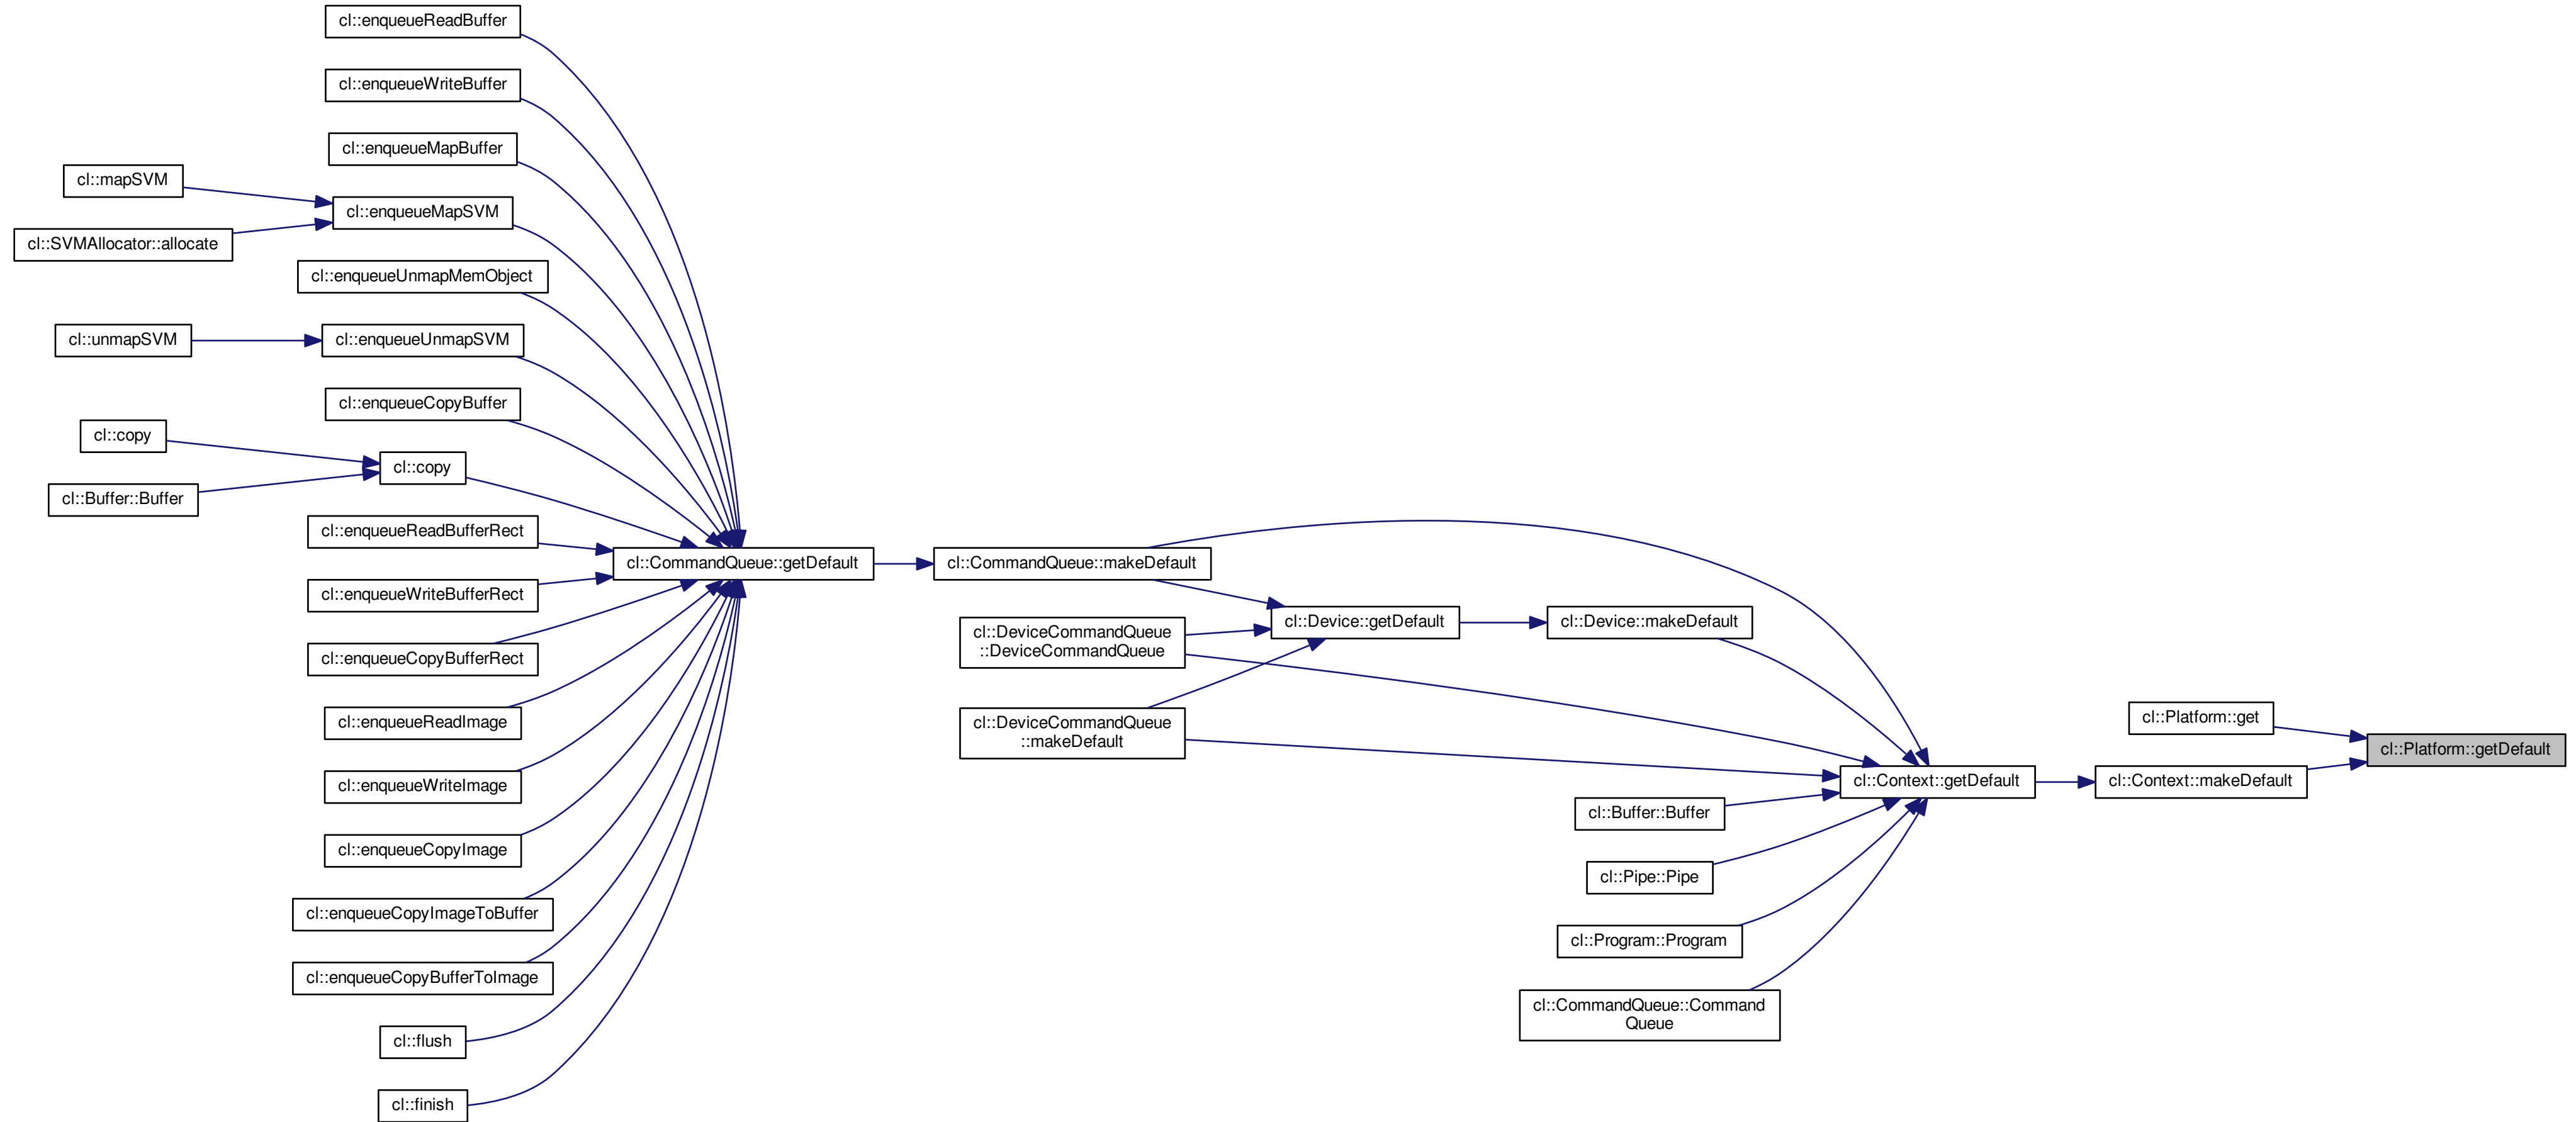 cl::enqueueReadBuffer
cl::enqueueWriteBuffer
cl::enqueueMapBuffer
cl::mapSVM
cl::enqueueMapSVM
cl::SVMAllocator::allocate
cl::enqueueUnmapMemObject
cl::unmapSVM
cl::enqueueUnmapSVM
cl::enqueueCopyBuffer
cl::copy
cl::copy
cl::Buffer::Buffer
cl::enqueueReadBufferRect
cl::CommandQueue::getDefault
cl::CommandQueue::makeDefault
cl::enqueueWriteBufferRect
cl::DeviceCommandQueue
::DeviceCommandQueue
cl::Device::getDefault
cl::Device::makeDefault
cl::enqueueCopyBufferRect
cl::enqueueReadImage
cl::DeviceCommandQueue
::makeDefault
cl::Platform::get
cl::Platform::getDefault
cl::enqueueWriteImage
cl::Context::getDefault
cl::Context::makeDefault
cl::Buffer::Buffer
cl::enqueueCopyImage
cl::Pipe::Pipe
cl::enqueueCopyImageToBuffer
cl::Program::Program
cl::enqueueCopyBufferToImage
cl::CommandQueue::Command
Queue
cl::flush
cl::finish